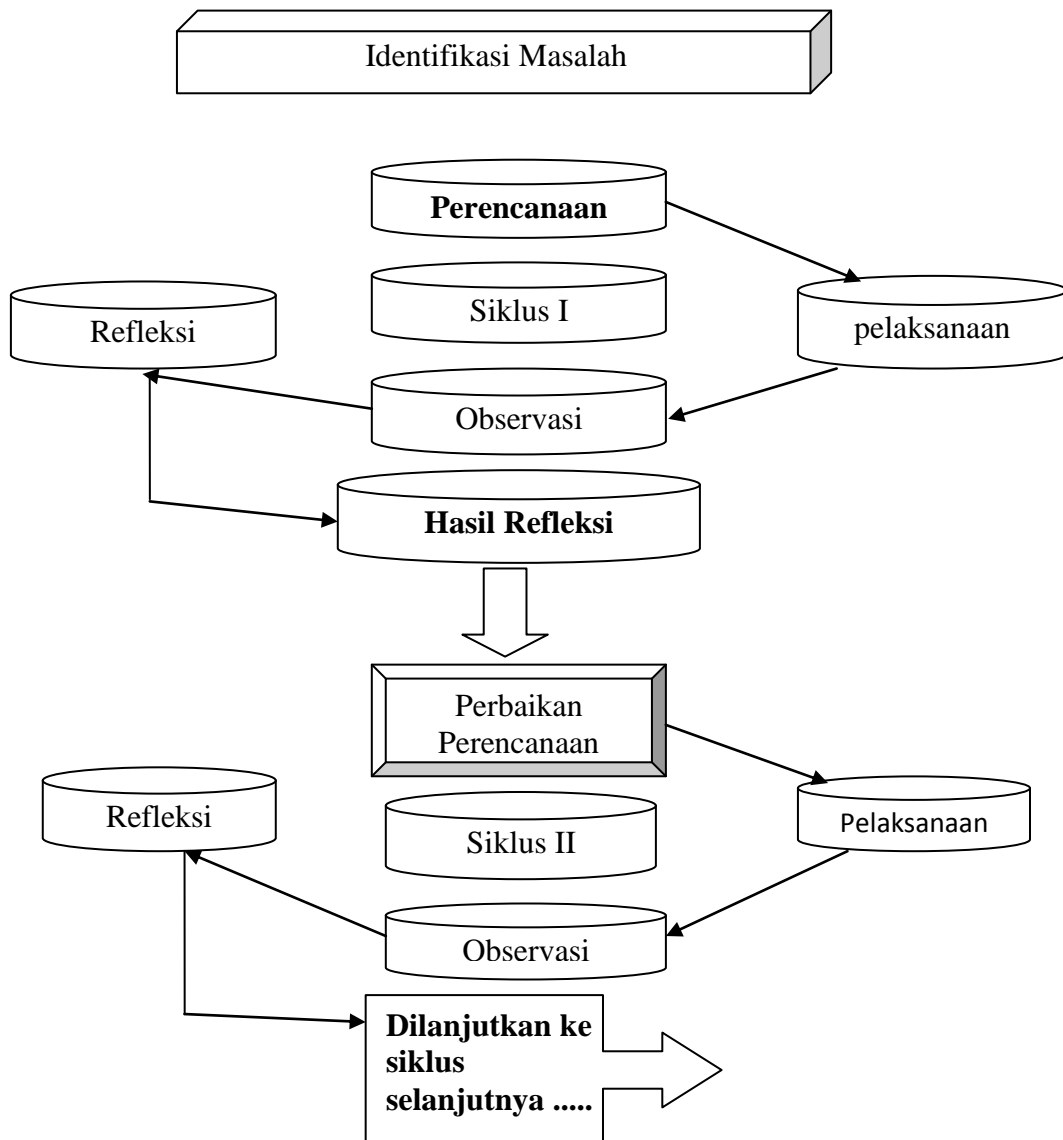 Identifikasi Masalah
Perencanaan
Siklus I
Refleksi
pelaksanaan
Observasi
Hasil Refleksi
Perbaikan
Perencanaan
Refleksi
Siklus II
Pelaksanaan
Observasi
Dilanjutkan ke
siklus
selanjutnya .....